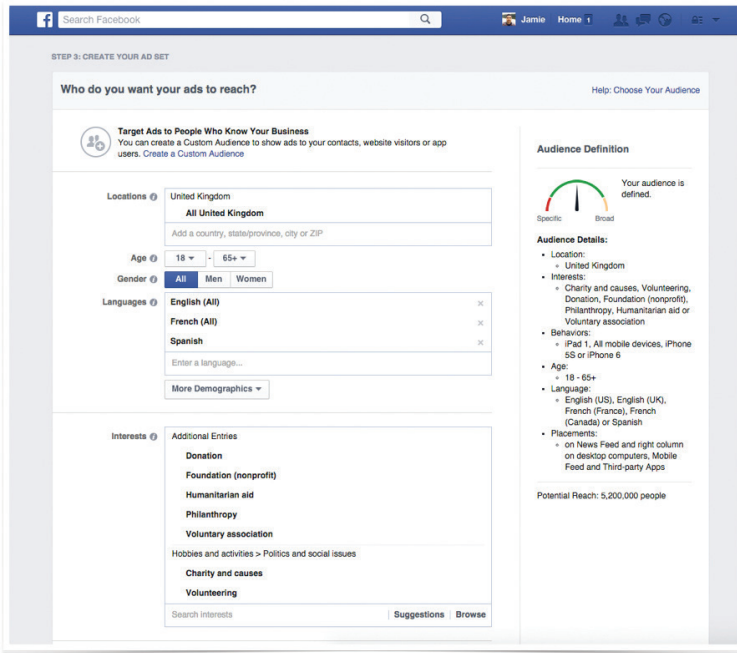 f Search Facebook Jamie Home 1
STEP 3: CREATE YOUR AD SET
Who do you want your ads to reach?
Help: Choose Your Audience
Target Ads to People Who Know Your Business
You can create a Custom Audience to show ads to your contacts, website visitors or app
users. Create a Custom Audience
Locations
United Kingdom
All United Kingdom
Add a country, state/province, city or ZIP
Age 18 - 65+
Gender All Men Women
Languages
English (All)
French (All)
Spanish
Enter a language...
More Demographics
Interests
Additional Entries
Donation
Foundation (nonprofit)
Humanitarian aid
Philanthropy
Voluntary association
Hobbies and activities > Politics and social issues
Charity and causes
Volunteering
Search interests Suggestions Browse
Audience Definition
Your audience is
defined.
Specific Broad
Audience Details:
Location:
United Kingdom
Interests:
Charity and causes, Volunteering,
Donation, Foundation (nonprofit),
Philanthropy, Humanitarian aid or
Voluntary association
Behaviors:
iPad 1, All mobile devices, iPhone
5S or iPhone 6
Age:
18 - 65+
Language:
English (US), English (UK),
French (France), French
(Canada) or Spanish
Placements:
on News Feed and right column
on desktop computers, Mobile
Feed and Third-party Apps
Potential Reach: 5,200,000 people